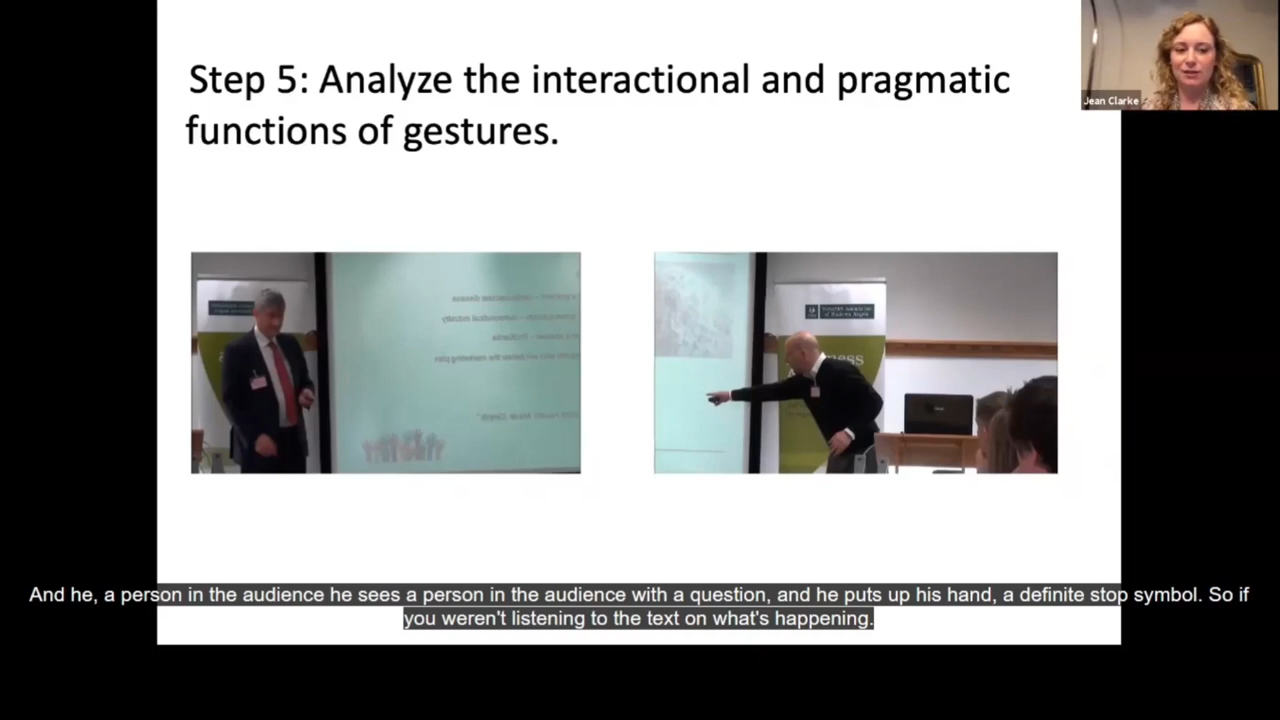 Step 5: Analyze the interactional and pragmatic
functions of gestures.
Jean Clarke
And he, a person in the audience he sees a person in the audience with a question, and he puts up his hand, a definite stop symbol. So if
you weren't listening to the text on what's happening.